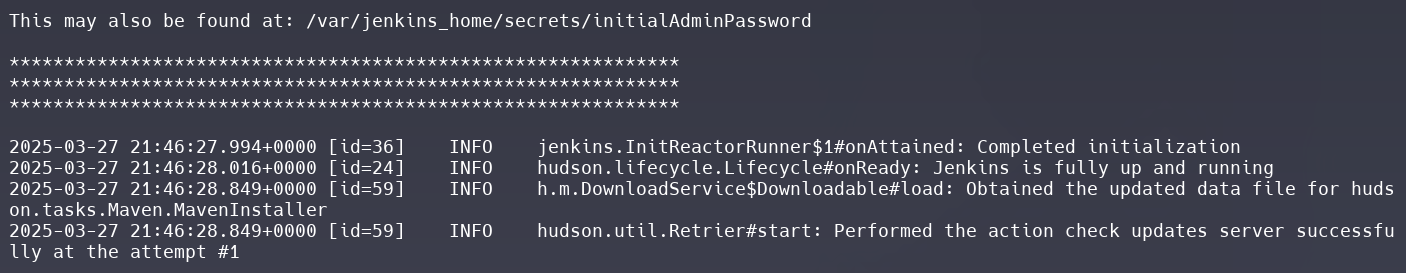 This may also be found at: /var/jenkins_home/secrets/initialAdminPassword
*************************************************************
*************************************************************
*************************************************************
2025-03-27 21:46:27.994+0000 [id=36]    INFO    jenkins.InitReactorRunner$1#onAttained: Completed initialization
2025-03-27 21:46:28.016+0000 [id=24]    INFO    hudson.lifecycle.Lifecycle#onReady: Jenkins is fully up and running
2025-03-27 21:46:28.849+0000 [id=59]    INFO    h.m.DownloadService$Downloadable#load: Obtained the updated data file for huds
on.tasks.Maven.MavenInstaller
2025-03-27 21:46:28.849+0000 [id=59]    INFO    hudson.util.Retrier#start: Performed the action check updates server successfu
lly at the attempt #1